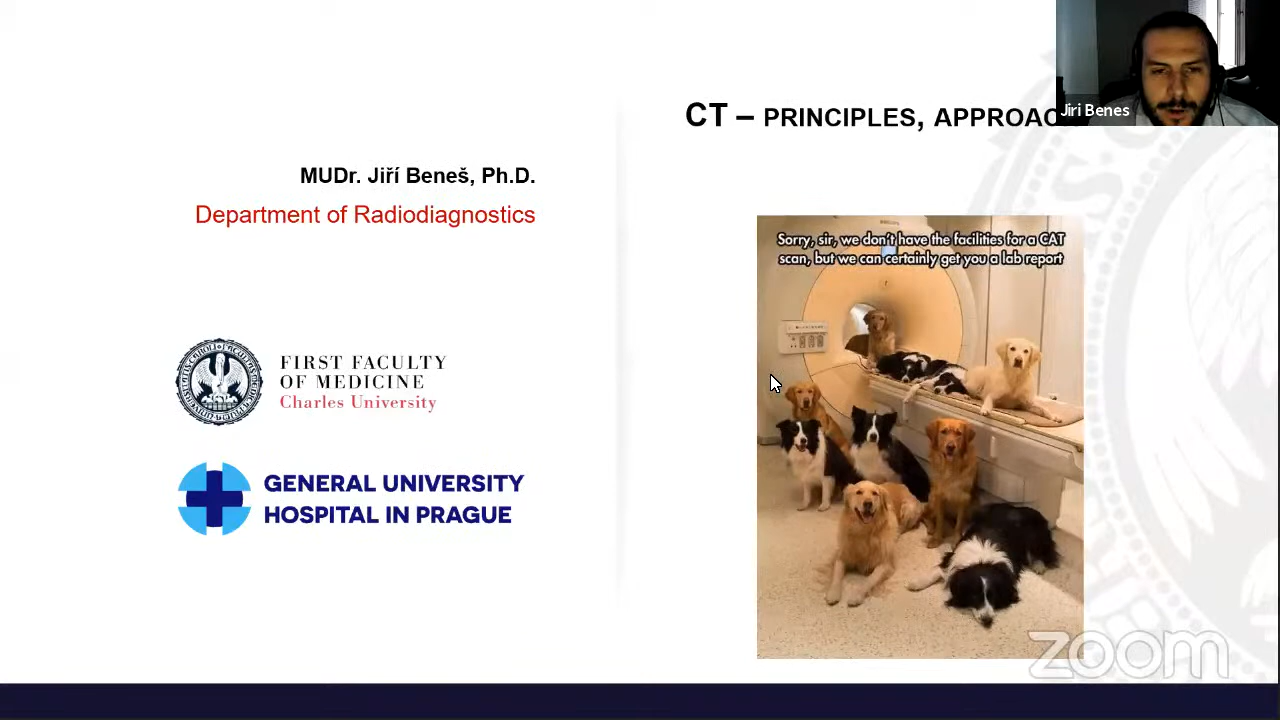 Jiri Benes
CT – PRINCIPLES, APPROAC
MUDr. Jiří Beneš, Ph.D.
Department of Radiodiagnostics
Sorry, sir, we don't have the facilities for a CAT
scan, but we can certainly get you a lab report
FIRST FACULTY
OF MEDICINE
Charles University
GENERAL UNIVERSITY
HOSPITAL IN PRAGUE
zoom